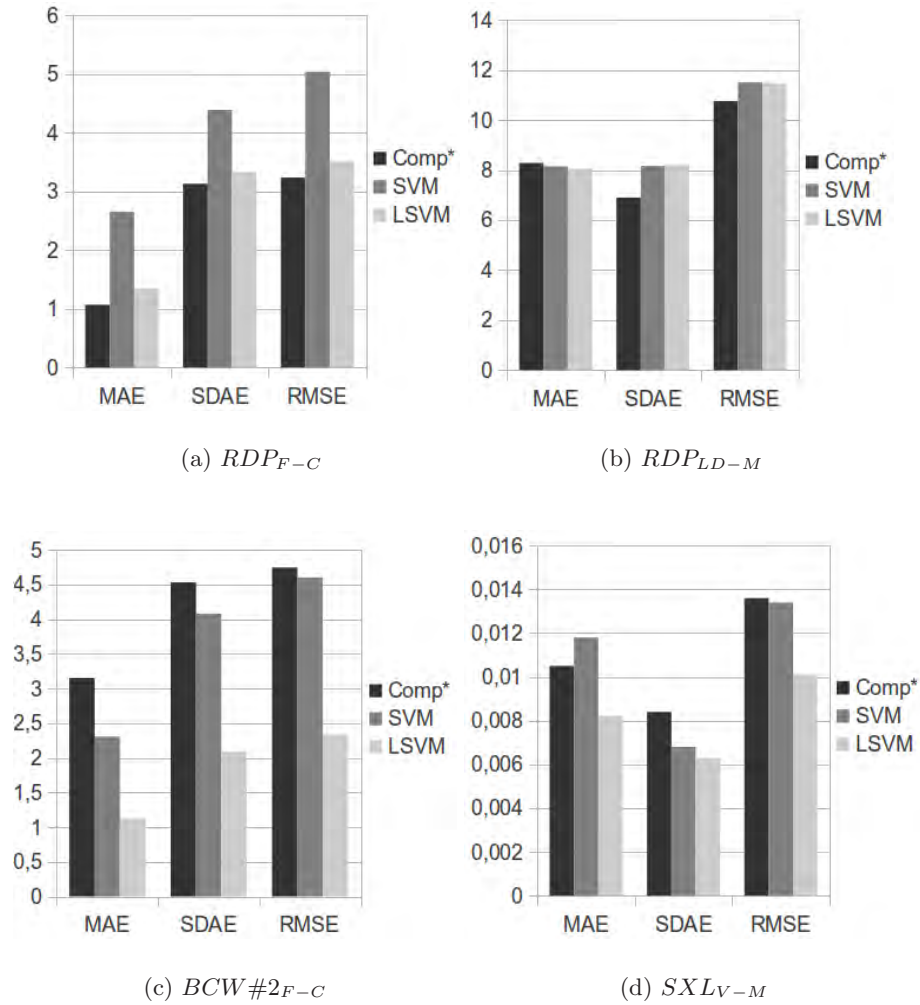 6
5
4
3
2
1
0
MAE SDAE RMSE
Comp*
SVM
LSVM
(a) RDP_{F−C}
14
12
10
8
6
4
2
0
MAE SDAE RMSE
Comp*
SVM
LSVM
(b) RDP_{LD−M}
5
4,5
4
3,5
3
2,5
2
1,5
1
0,5
0
MAE SDAE RMSE
Comp*
SVM
LSVM
(c) BCW#2_{F−C}
0,016
0,014
0,012
0,010
0,008
0,006
0,004
0,002
0
MAE SDAE RMSE
Comp*
SVM
LSVM
(d) SXL_{V−M}